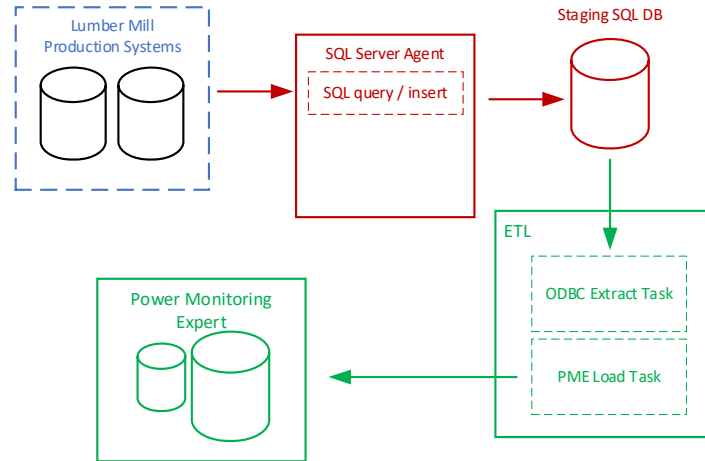 Lumber Mill
Production Systems
SQL Server Agent
SQL query / insert
Staging SQL DB
ETL
ODBC Extract Task
PME Load Task
Power Monitoring
Expert